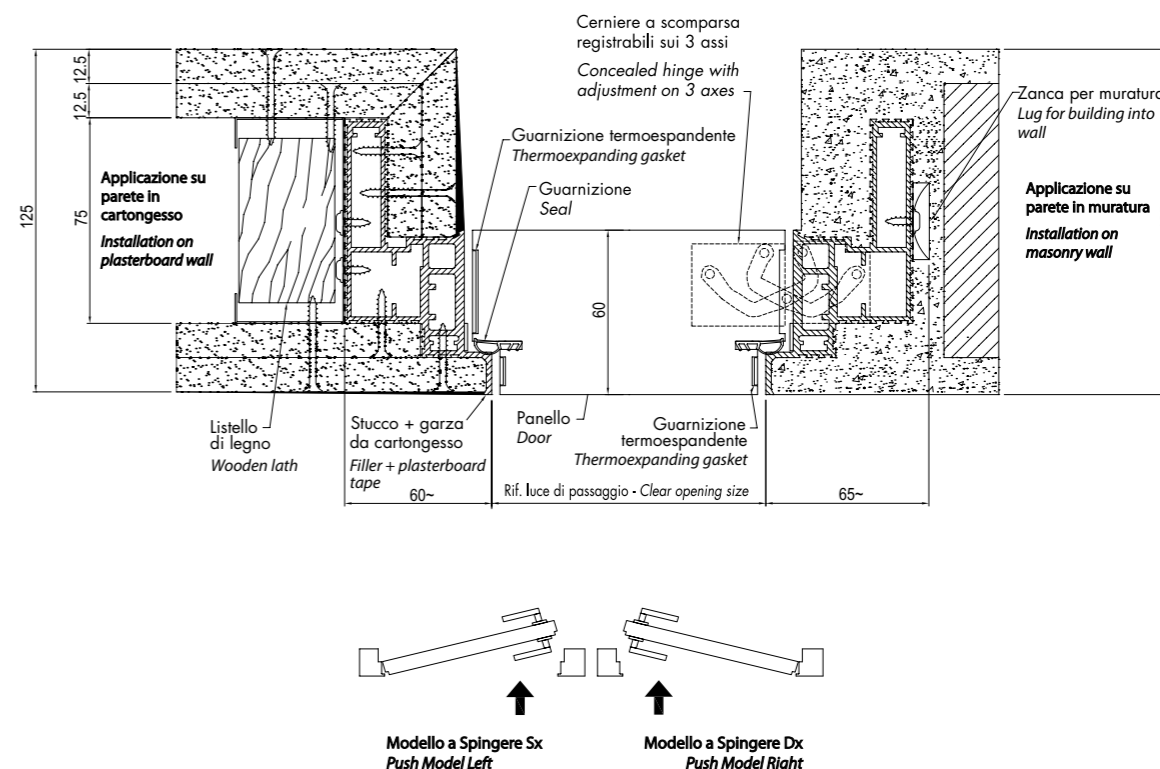 Cerniere a scomparsa
registrabili sui 3 assi
Concealed hinge with
adjustment on 3 axes
Guarnizione termoespandente
Thermoexpanding gasket
Guarnizione
Seal
Zanca per muratura
Lug for building into
wall
12.5
12.5
75
125
Applicazione su
parete in
cartongesso
Installation on
plasterboard wall
60
Applicazione su
parete in muratura
Installation on
masonry wall
Listello
di legno
Wooden lath
Stucco + garza
da cartongesso
Filler + plasterboard
tape
Panello
Door
Guarnizione
termoespandente
Thermoexpanding gasket
60~
Rif. luce di passaggio - Clear opening size
65~
Modello a Spingere Sx
Push Model Left
Modello a Spingere Dx
Push Model Right